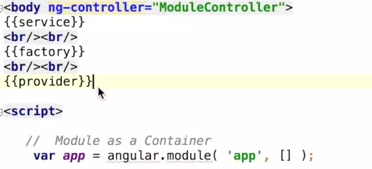 <body ng-controller="ModuleController">
{{service}}
<br/><br/>
{{factory}}
<br/><br/>
{{provider}}
<script>
//  Module as a Container
var app = angular.module( 'app', [] );